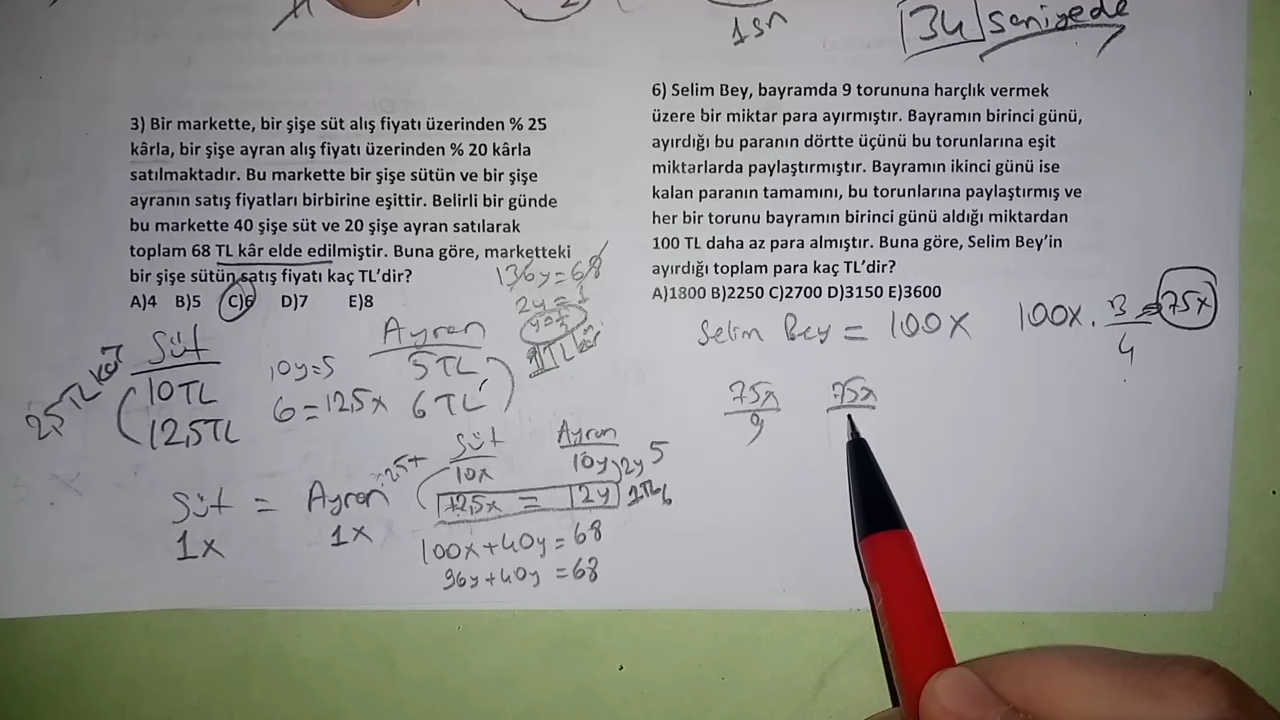 1sn
34 saniyede
3) Bir markette, bir şişe süt alış fiyatı üzerinden % 25
kârla, bir şişe ayran alış fiyatı üzerinden % 20 kârla
satılmaktadır. Bu markette bir şişe sütün ve bir şişe
ayranın satış fiyatları birbirine eşittir. Belirli bir günde
bu markette 40 şişe süt ve 20 şişe ayran satılarak
toplam 68 TL kâr elde edilmiştir. Buna göre, marketteki
bir şişe sütün satış fiyatı kaç TL'dir?
A)4 B)5 C)6 D)7 E)8
136y=68
2y=1
Süt
10TL
12,5TL
2,5TL kar
10y=5
6=12,5x
Ayran
5TL
6TL
1TL kar
Süt = Ayran
1x 1x
Süt Ayran
10x 10y 2y 5
12,5x = 12y
100x+40y=68
96y+40y=68
6) Selim Bey, bayramda 9 torununa harçlık vermek
üzere bir miktar para ayırmıştır. Bayramın birinci günü,
ayırdığı bu paranın dörtte üçünü bu torunlarına eşit
miktarlarda paylaştırmıştır. Bayramın ikinci günü ise
kalan paranın tamamını, bu torunlarına paylaştırmış ve
her bir torunu bayramın birinci günü aldığı miktardan
100 TL daha az para almıştır. Buna göre, Selim Bey'in
ayırdığı toplam para kaç TL'dir?
A)1800 B)2250 C)2700 D)3150 E)3600
Selim Bey = 100x
100x . 3/4 = 75x
75x/9 75x